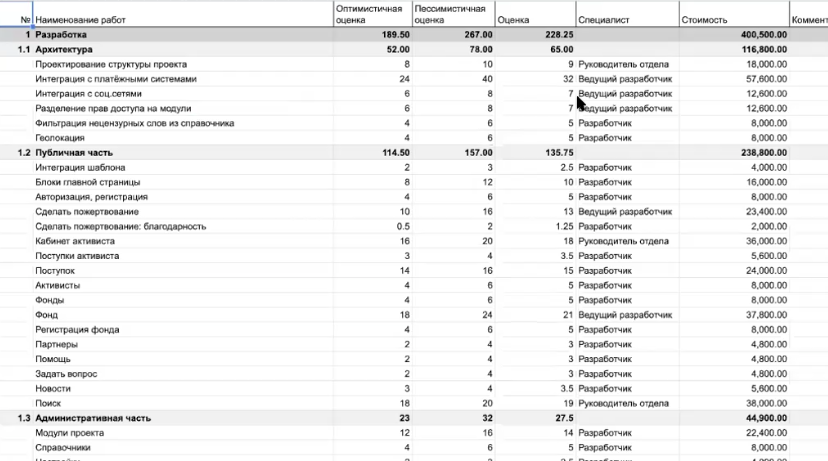 № Наименование работ Оптимистичная оценка Пессимистичная оценка Оценка Специалист Стоимость Коммент
1 Разработка 189.50 267.00 228.25 400,500.00
1.1 Архитектура 52.00 78.00 65.00 116,800.00
Проектирование структуры проекта 8 10 9 Руководитель отдела 18,000.00
Интеграция с платёжными системами 24 40 32 Ведущий разработчик 57,600.00
Интеграция с соц.сетями 6 8 7 Ведущий разработчик 12,600.00
Разделение прав доступа на модули 6 8 7 Ведущий разработчик 12,600.00
Фильтрация нецензурных слов из справочника 4 6 5 Разработчик 8,000.00
Геолокация 4 6 5 Разработчик 8,000.00
1.2 Публичная часть 114.50 157.00 135.75 238,800.00
Интеграция шаблона 2 3 2.5 Разработчик 4,000.00
Блоки главной страницы 8 12 10 Разработчик 16,000.00
Авторизация, регистрация 4 6 5 Разработчик 8,000.00
Сделать пожертвование 10 16 13 Ведущий разработчик 23,400.00
Сделать пожертвование: благодарность 0.5 2 1.25 Разработчик 2,000.00
Кабинет активиста 16 20 18 Руководитель отдела 36,000.00
Поступки активиста 3 4 3.5 Разработчик 5,600.00
Поступок 14 16 15 Разработчик 24,000.00
Активисты 4 6 5 Разработчик 8,000.00
Фонды 4 6 5 Разработчик 8,000.00
Фонд 18 24 21 Ведущий разработчик 37,800.00
Регистрация фонда 4 6 5 Разработчик 8,000.00
Партнеры 2 4 3 Разработчик 4,800.00
Помощь 2 4 3 Разработчик 4,800.00
Задать вопрос 2 4 3 Разработчик 4,800.00
Новости 3 4 3.5 Разработчик 5,600.00
Поиск 18 20 19 Руководитель отдела 38,000.00
1.3 Административная часть 23 32 27.5 44,900.00
Модули проекта 12 16 14 Разработчик 22,400.00
Справочники 4 6 5 Разработчик 8,000.00